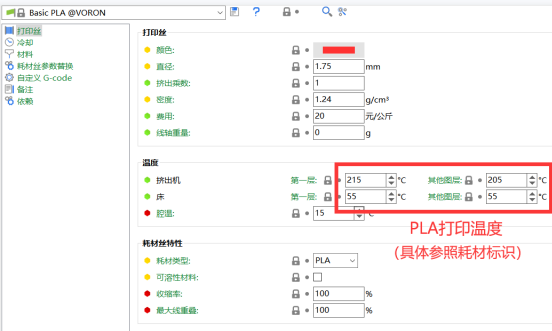 Basic PLA @VORON
打印丝
冷却
材料
耗材丝参数替换
自定义 G-code
备注
依赖
打印丝
颜色:
直径: 1.75 mm
挤出乘数: 1
密度: 1.24 g/cm³
费用: 20 元/公斤
线轴重量: 0 g
温度
挤出机 第一层: 215 °C 其他图层: 205 °C
床 第一层: 55 °C 其他图层: 55 °C
腔温: 15 °C
PLA打印温度
(具体参照耗材标识)
耗材丝特性
耗材类型: PLA
可溶性材料:
收缩率: 100 %
最大线重叠: 100 %